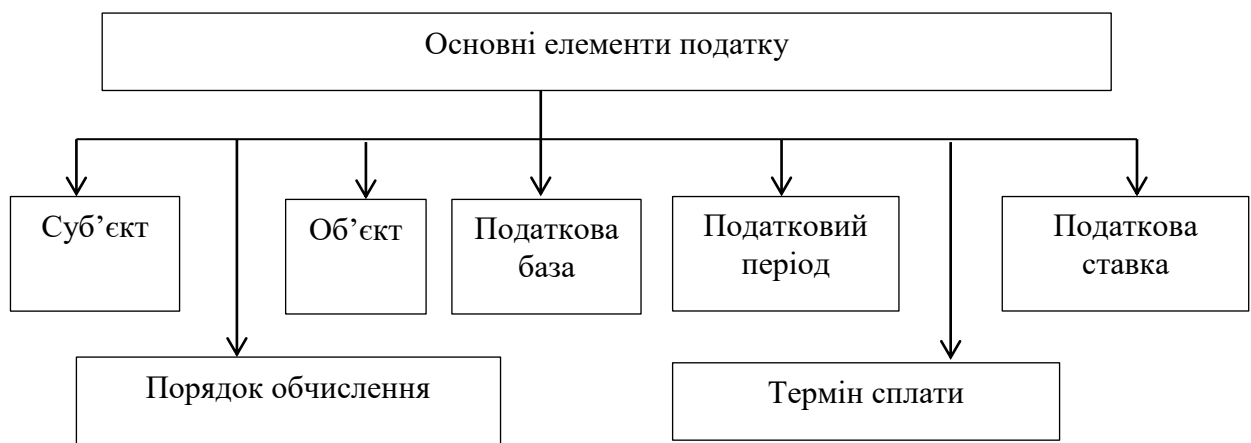 Основні елементи податку
Суб’єкт
Об’єкт
Податкова
база
Податковий
період
Податкова
ставка
Порядок обчислення
Термін сплати